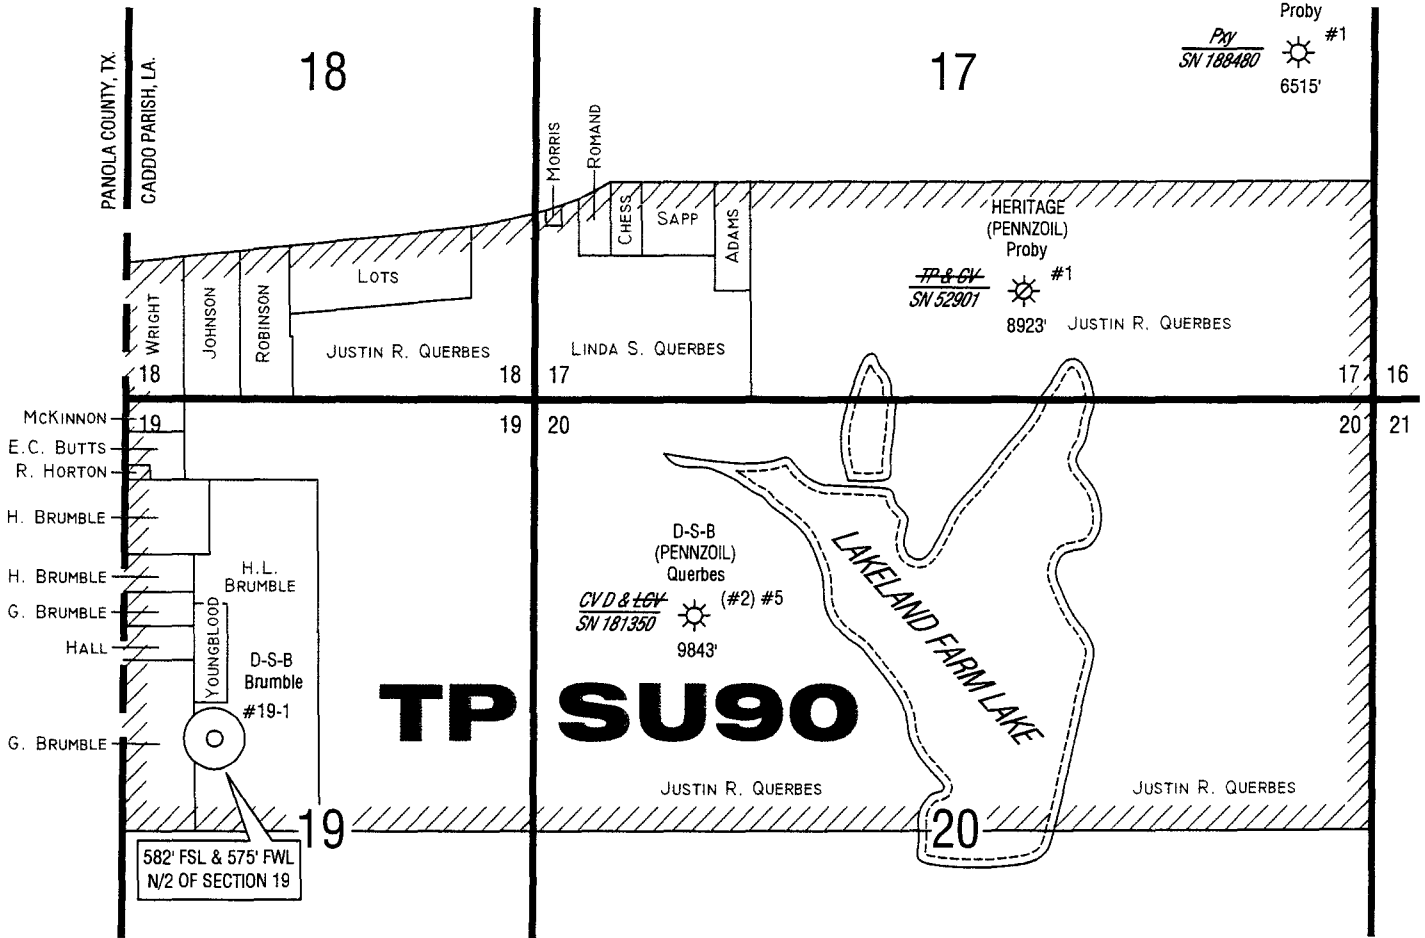 Proby
#1
Pxy
SN 188480
6515'
18
17
PANOLA COUNTY, TX.
CADDO PARISH, LA.
MORRIS
ROMAND
CHESS
SAPP
ADAMS
HERITAGE
(PENNZOIL)
Proby
#1
TP & CV
SN 52901
8923'
JUSTIN R. QUERBES
LOTS
WRIGHT
JOHNSON
ROBINSON
JUSTIN R. QUERBES
LINDA S. QUERBES
18
18
17
17
16
19
19
20
20
21
MCKINNON
E.C. BUTTS
R. HORTON
H. BRUMBLE
H. BRUMBLE
G. BRUMBLE
HALL
G. BRUMBLE
H.L.
BRUMBLE
YOUNGBLOOD
D-S-B
Brumble
#19-1
D-S-B
(PENNZOIL)
Querbes
(#2) #5
CV D & LCV
SN 181350
9843'
LAKELAND FARM LAKE
TP SU90
JUSTIN R. QUERBES
JUSTIN R. QUERBES
19
20
582' FSL & 575' FWL
N/2 OF SECTION 19